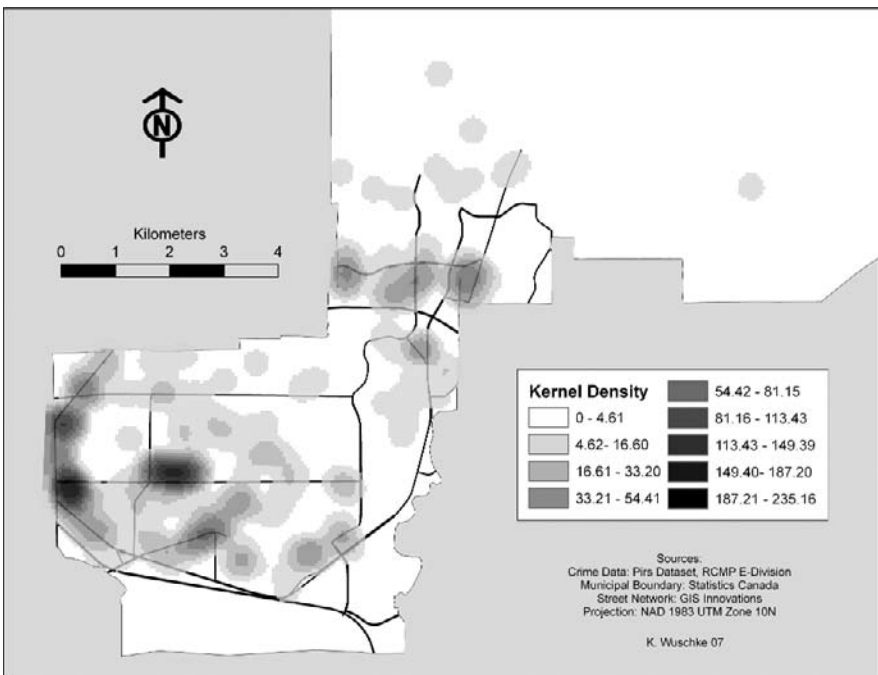 N
Kilometers
0 1 2 3 4
Kernel Density
0 - 4.61
4.62- 16.60
16.61 - 33.20
33.21 - 54.41
54.42 - 81.15
81.16 - 113.43
113.43 - 149.39
149.40- 187.20
187.21 - 235.16
Sources:
Crime Data: Pirs Dataset, RCMP E-Division
Municipal Boundary: Statistics Canada
Street Network: GIS Innovations
Projection: NAD 1983 UTM Zone 10N
K. Wuschke 07